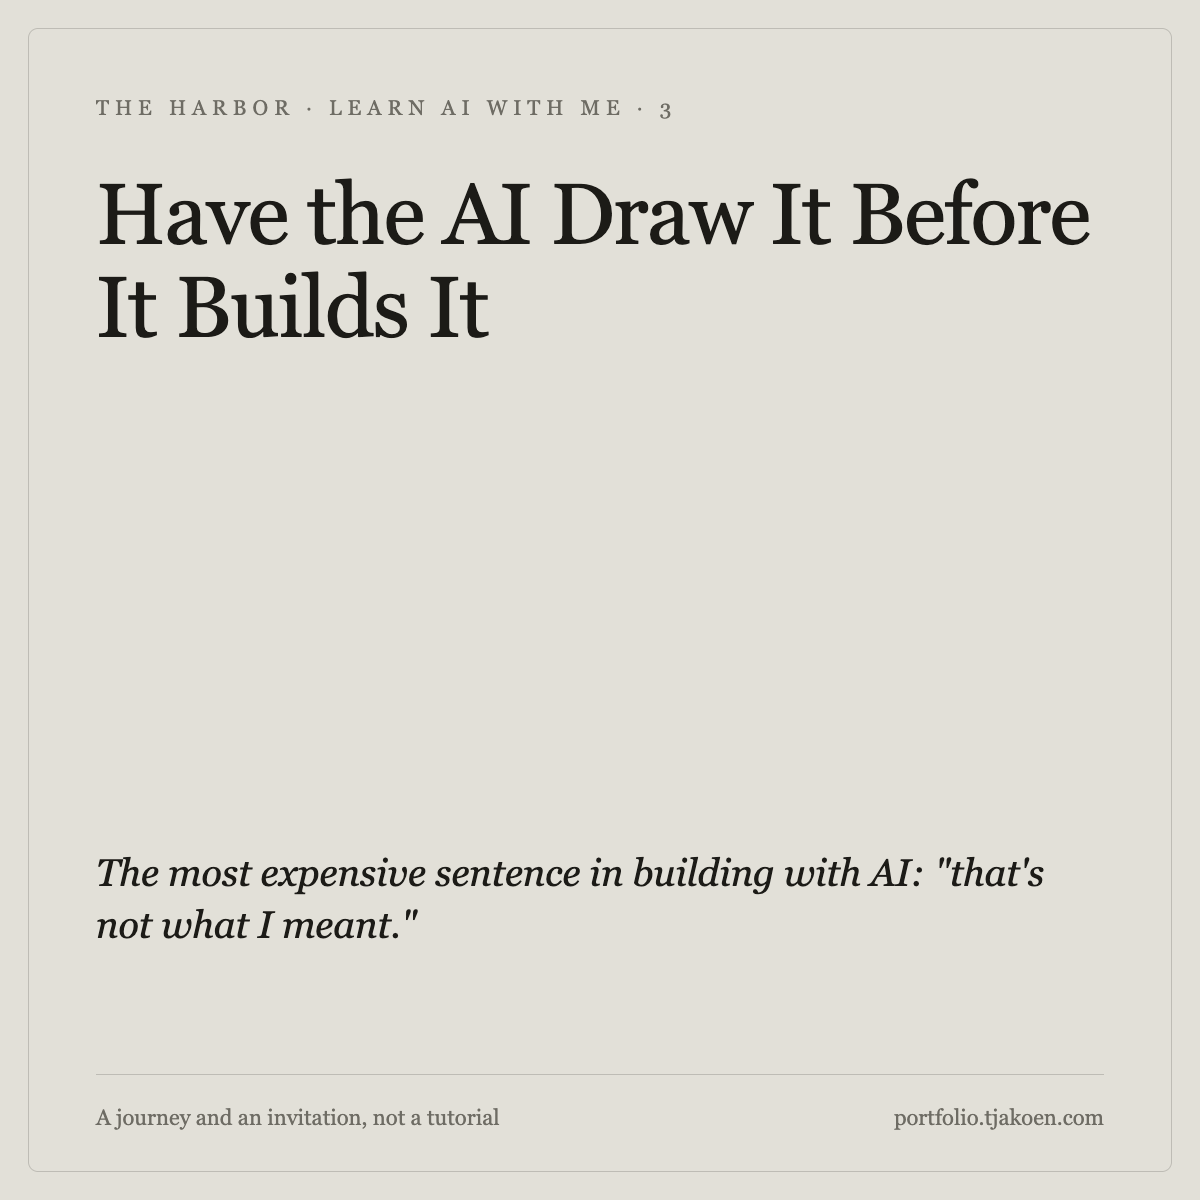 THE HARBOR · LEARN AI WITH ME · 3
Have the AI Draw It Before
It Builds It
The most expensive sentence in building with AI: "that's
not what I meant."
A journey and an invitation, not a tutorial
portfolio.tjakoen.com